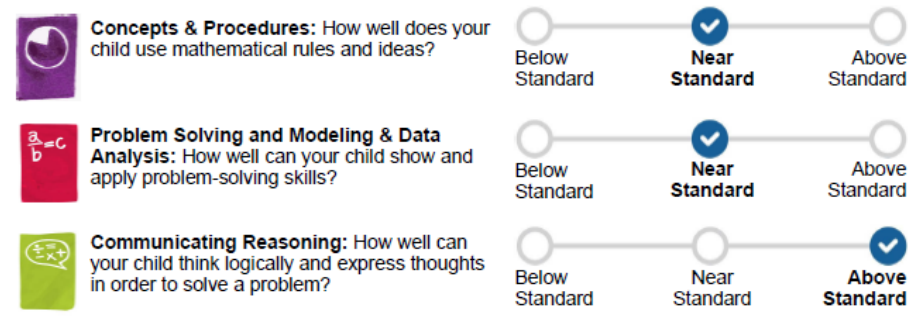 Concepts & Procedures: How well does your
child use mathematical rules and ideas?
Below
Standard
Near
Standard
Above
Standard
a/b=c
Problem Solving and Modeling & Data
Analysis: How well can your child show and
apply problem-solving skills?
Below
Standard
Near
Standard
Above
Standard
÷=
-×+
Communicating Reasoning: How well can
your child think logically and express thoughts
in order to solve a problem?
Below
Standard
Near
Standard
Above
Standard